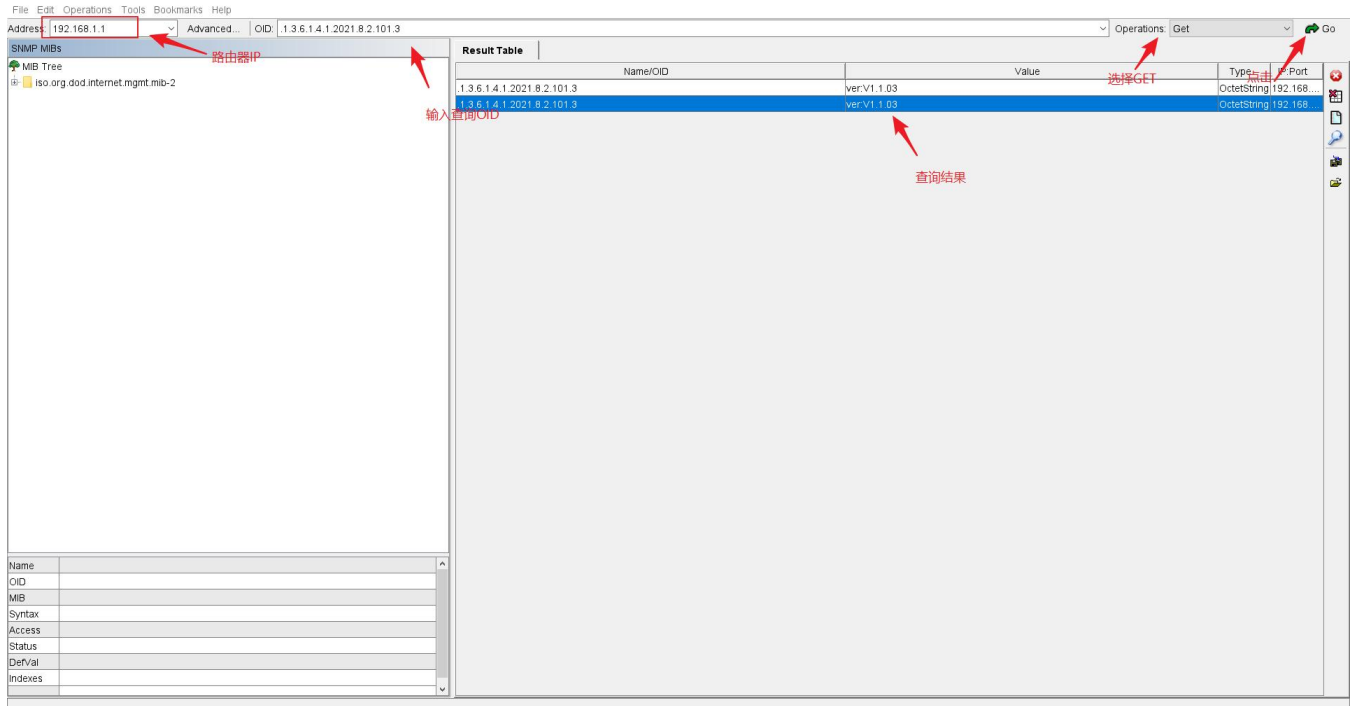 File Edit Operations Tools Bookmarks Help
Address: 192.168.1.1 Advanced... OID: .1.3.6.1.4.1.2021.8.2.101.3 Operations: Get Go
SNMP MIBs
路由器IP
Result Table
MIB Tree
iso.org.dod.internet.mgmt.mib-2
Name/OID Value Type IP:Port
选择GET
点击
.1.3.6.1.4.1.2021.8.2.101.3 ver:V1.1.03 OctetString 192.168....
.1.3.6.1.4.1.2021.8.2.101.3 ver:V1.1.03 OctetString 192.168....
输入查询OID
查询结果
Name
OID
MIB
Syntax
Access
Status
DefVal
Indexes